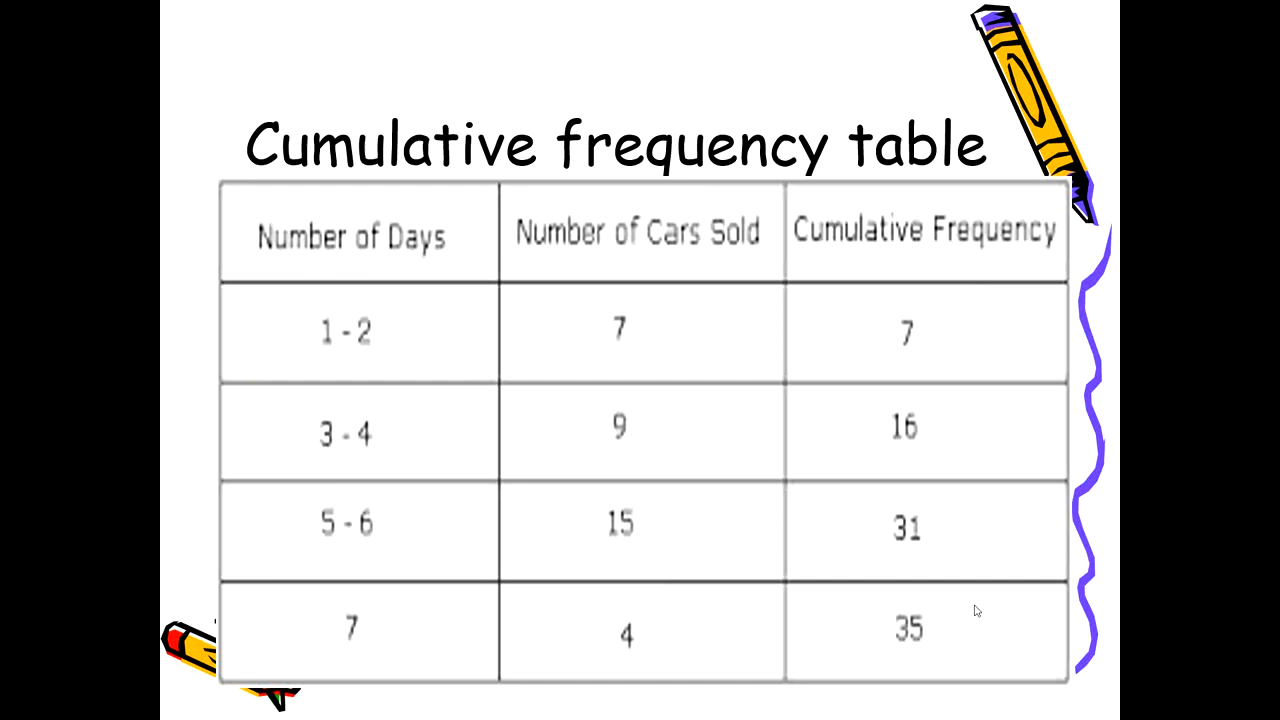 Cumulative frequency table
Number of Days Number of Cars Sold Cumulative Frequency
1 - 2 7 7
3 - 4 9 16
5 - 6 15 31
7 4 35